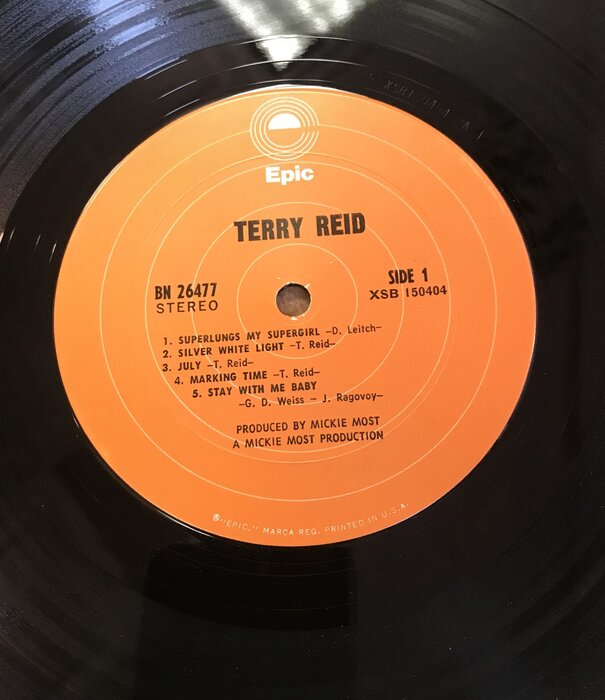 Epic
TERRY REID
BN 26477
STEREO
SIDE 1
XSB 150404
1. SUPERLUNGS MY SUPERGIRL –D. Leitch–
2. SILVER WHITE LIGHT –T. Reid–
3. JULY –T. Reid–
4. MARKING TIME –T. Reid–
5. STAY WITH ME BABY
–G. D. Weiss – J. Ragovoy–
PRODUCED BY MICKIE MOST
A MICKIE MOST PRODUCTION
® "EPIC," MARCA REG. PRINTED IN U.S.A.